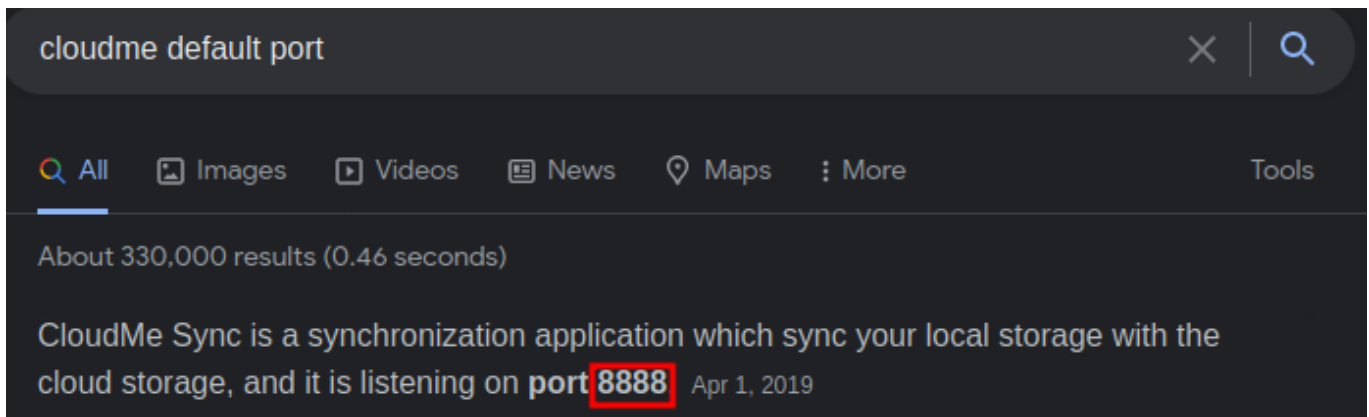 cloudme default port
All Images Videos News Maps More Tools
About 330,000 results (0.46 seconds)
CloudMe Sync is a synchronization application which sync your local storage with the
cloud storage, and it is listening on port 8888 Apr 1, 2019